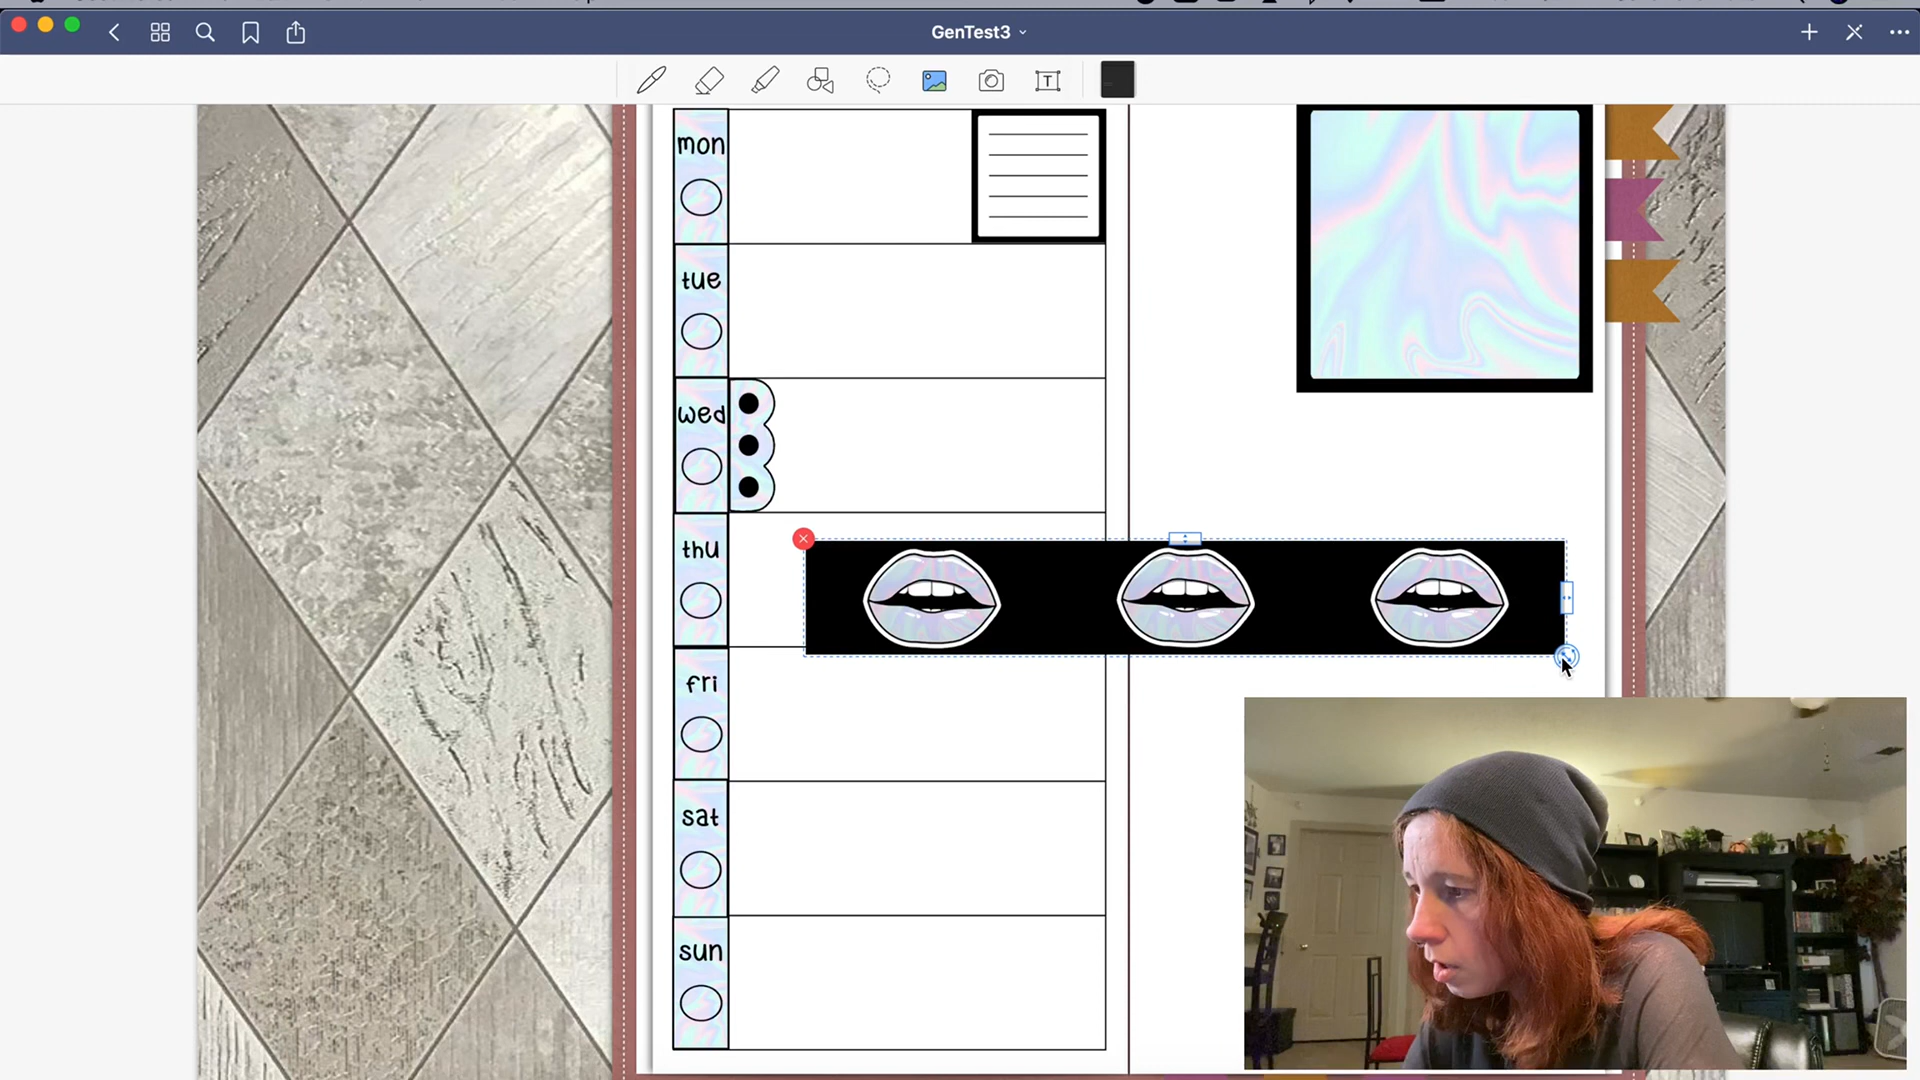 GenTest3
T
mon
tue
wed
thu
fri
sat
sun